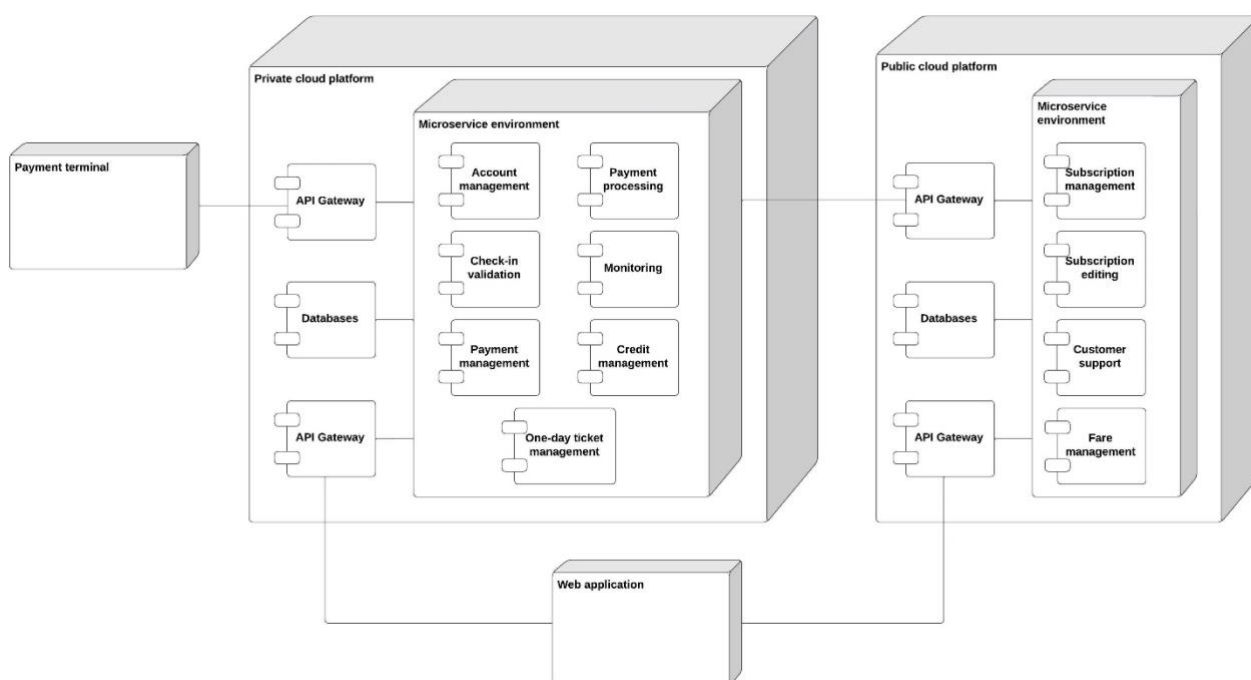 Private cloud platform
Public cloud platform
Microservice environment
Microservice
environment
Payment terminal
API Gateway
Account
management
Payment
processing
API Gateway
Subscription
management
Check-in
validation
Monitoring
Subscription
editing
Databases
Databases
Payment
management
Credit
management
Customer
support
API Gateway
One-day ticket
management
API Gateway
Fare
management
Web application